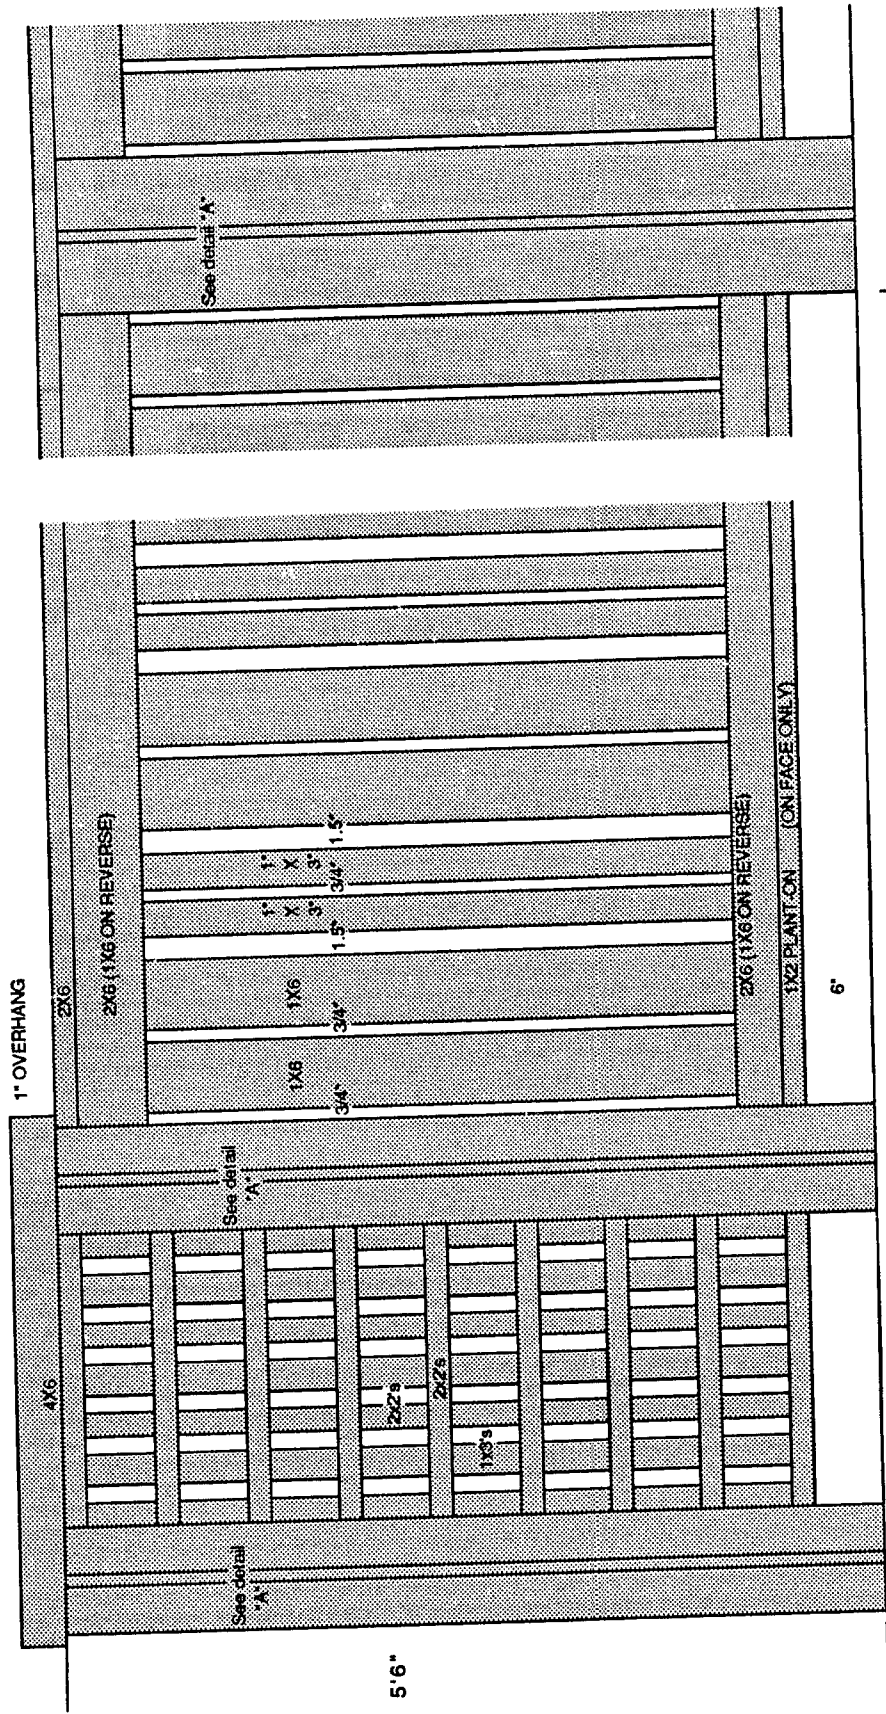 1" OVERHANG
4X6
2X6
2X6 (1X6 ON REVERSE)
See detail
"A"
See detail
"A"
See detail "A"
5'6"
2x2's
2x2's
1x3's
3/4"
1X6
3/4"
1X6
1.5"
1"
X
3"
3/4"
1"
X
3"
1.5"
2X6 (1X6 ON REVERSE)
1X2 PLANT-ON (ON FACE ONLY)
6"